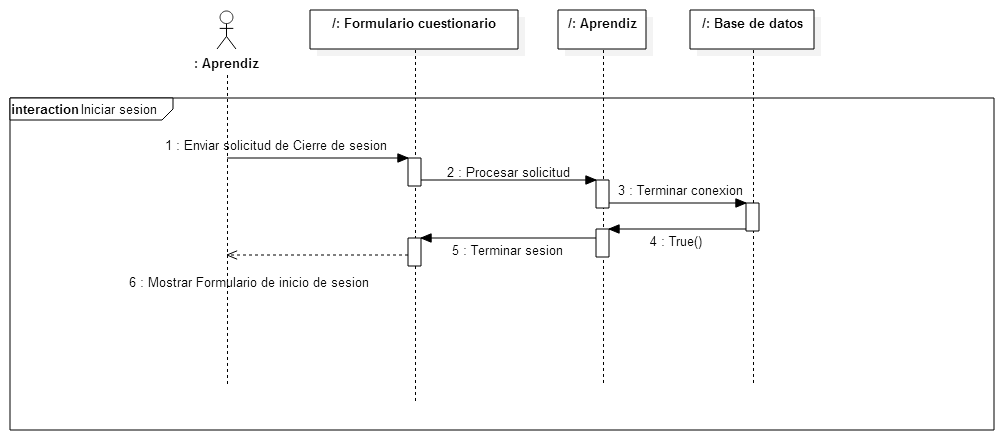 /: Formulario cuestionario
/: Aprendiz
/: Base de datos
: Aprendiz
interaction Iniciar sesion
1 : Enviar solicitud de Cierre de sesion
2 : Procesar solicitud
3 : Terminar conexion
4 : True()
5 : Terminar sesion
6 : Mostrar Formulario de inicio de sesion